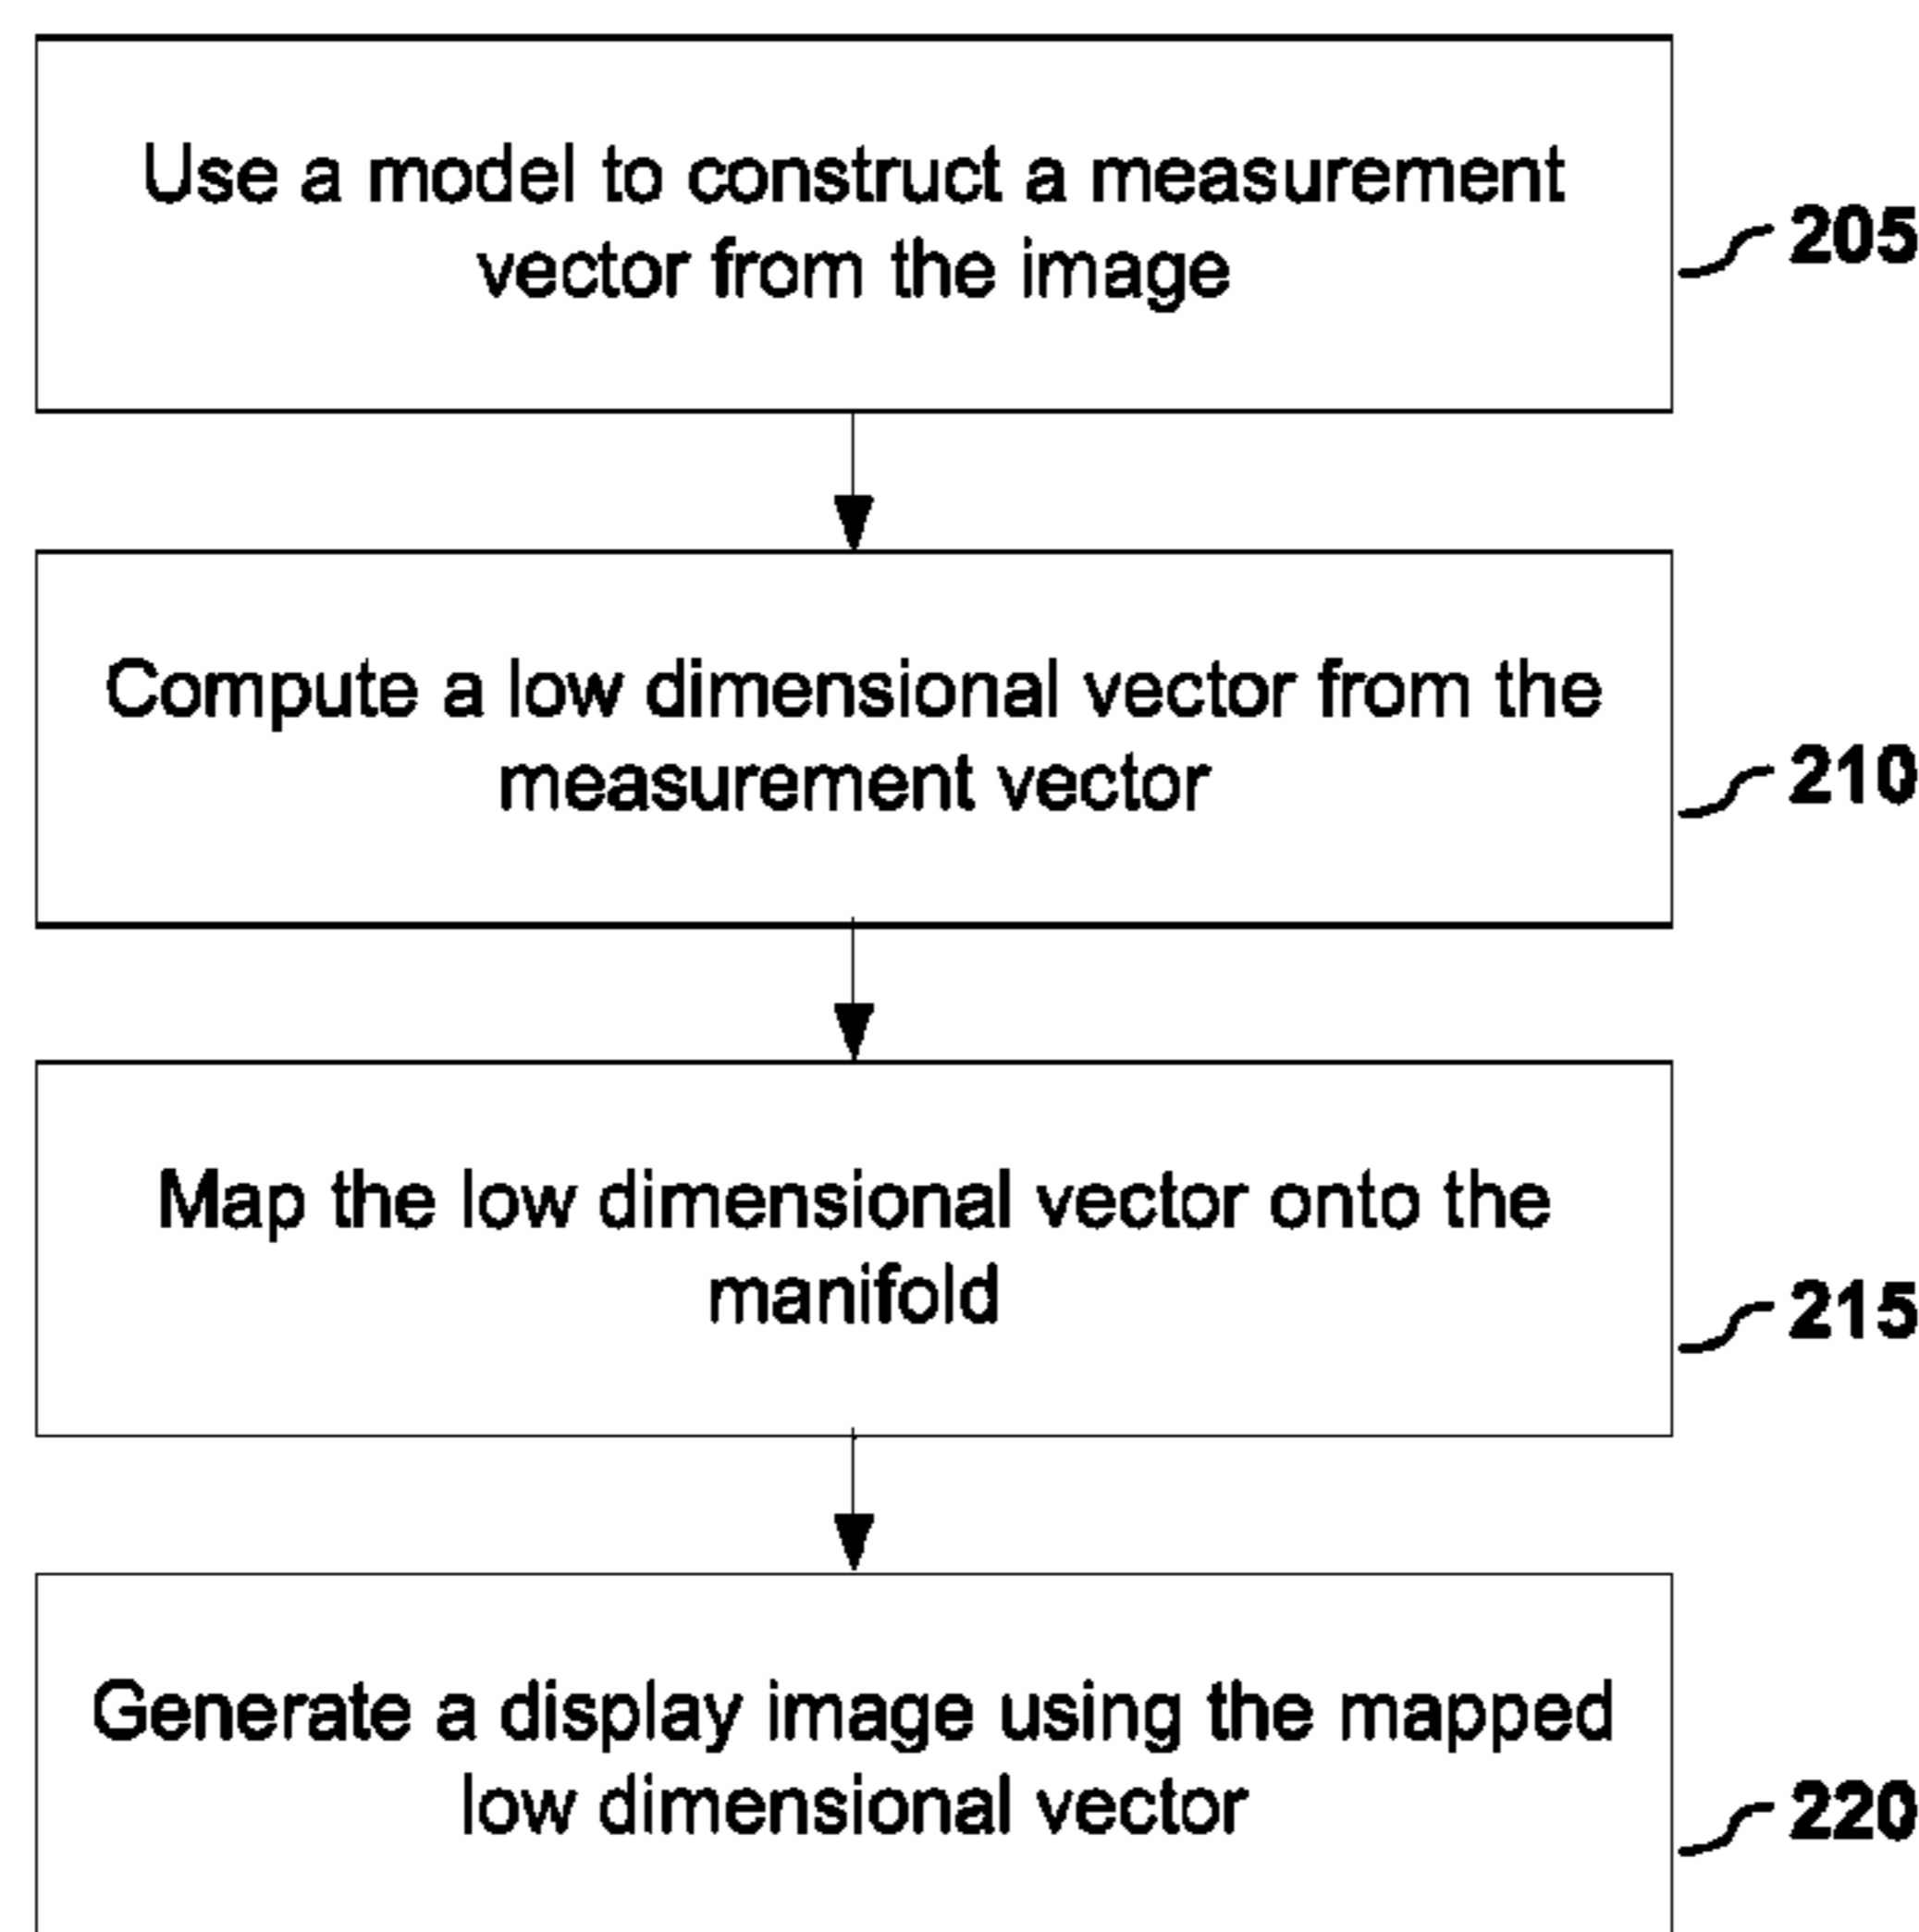 Use a model to construct a measurement
vector from the image
205
Compute a low dimensional vector from the
measurement vector
210
Map the low dimensional vector onto the
manifold
215
Generate a display image using the mapped
low dimensional vector
220